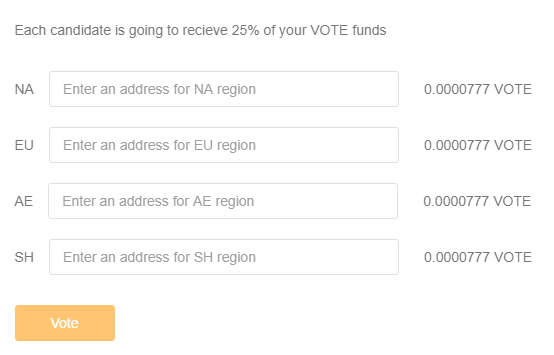 Each candidate is going to recieve 25% of your VOTE funds
NA Enter an address for NA region 0.0000777 VOTE
EU Enter an address for EU region 0.0000777 VOTE
AE Enter an address for AE region 0.0000777 VOTE
SH Enter an address for SH region 0.0000777 VOTE
Vote